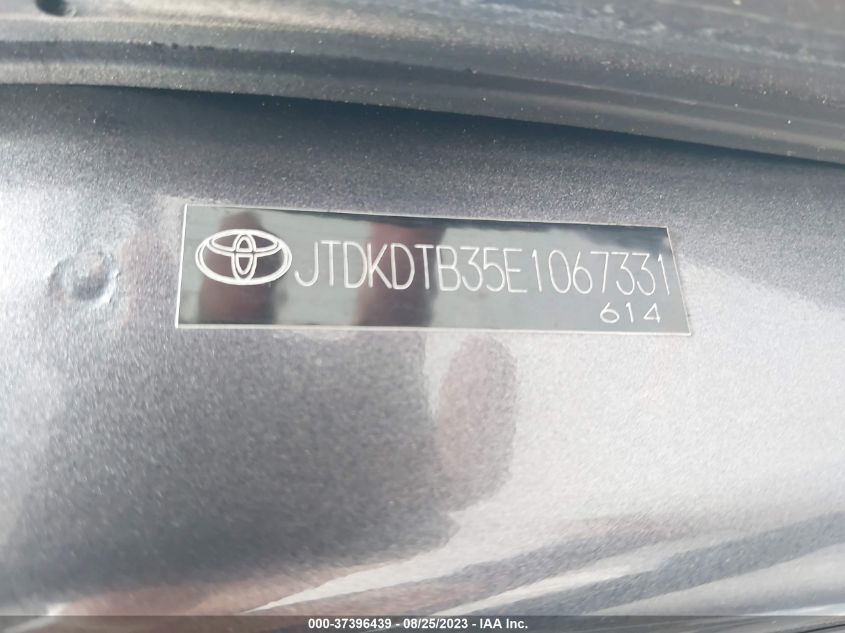 JTDKDTB35E1067331
614
000-37396439 - 08/25/2023 - IAA Inc.